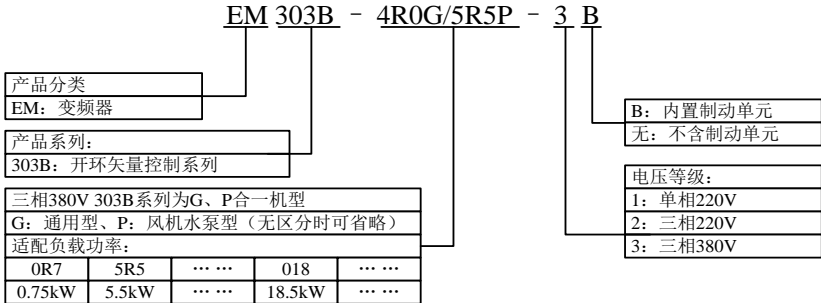 EM 303B - 4R0G/5R5P - 3 B
产品分类
EM：变频器
产品系列：
303B：开环矢量控制系列
三相380V 303B系列为G、P合一机型
G：通用型、P：风机水泵型（无区分时可省略）
适配负载功率：
0R7 5R5 …… 018 ……
0.75kW 5.5kW …… 18.5kW ……
B：内置制动单元
无：不含制动单元
电压等级：
1：单相220V
2：三相220V
3：三相380V